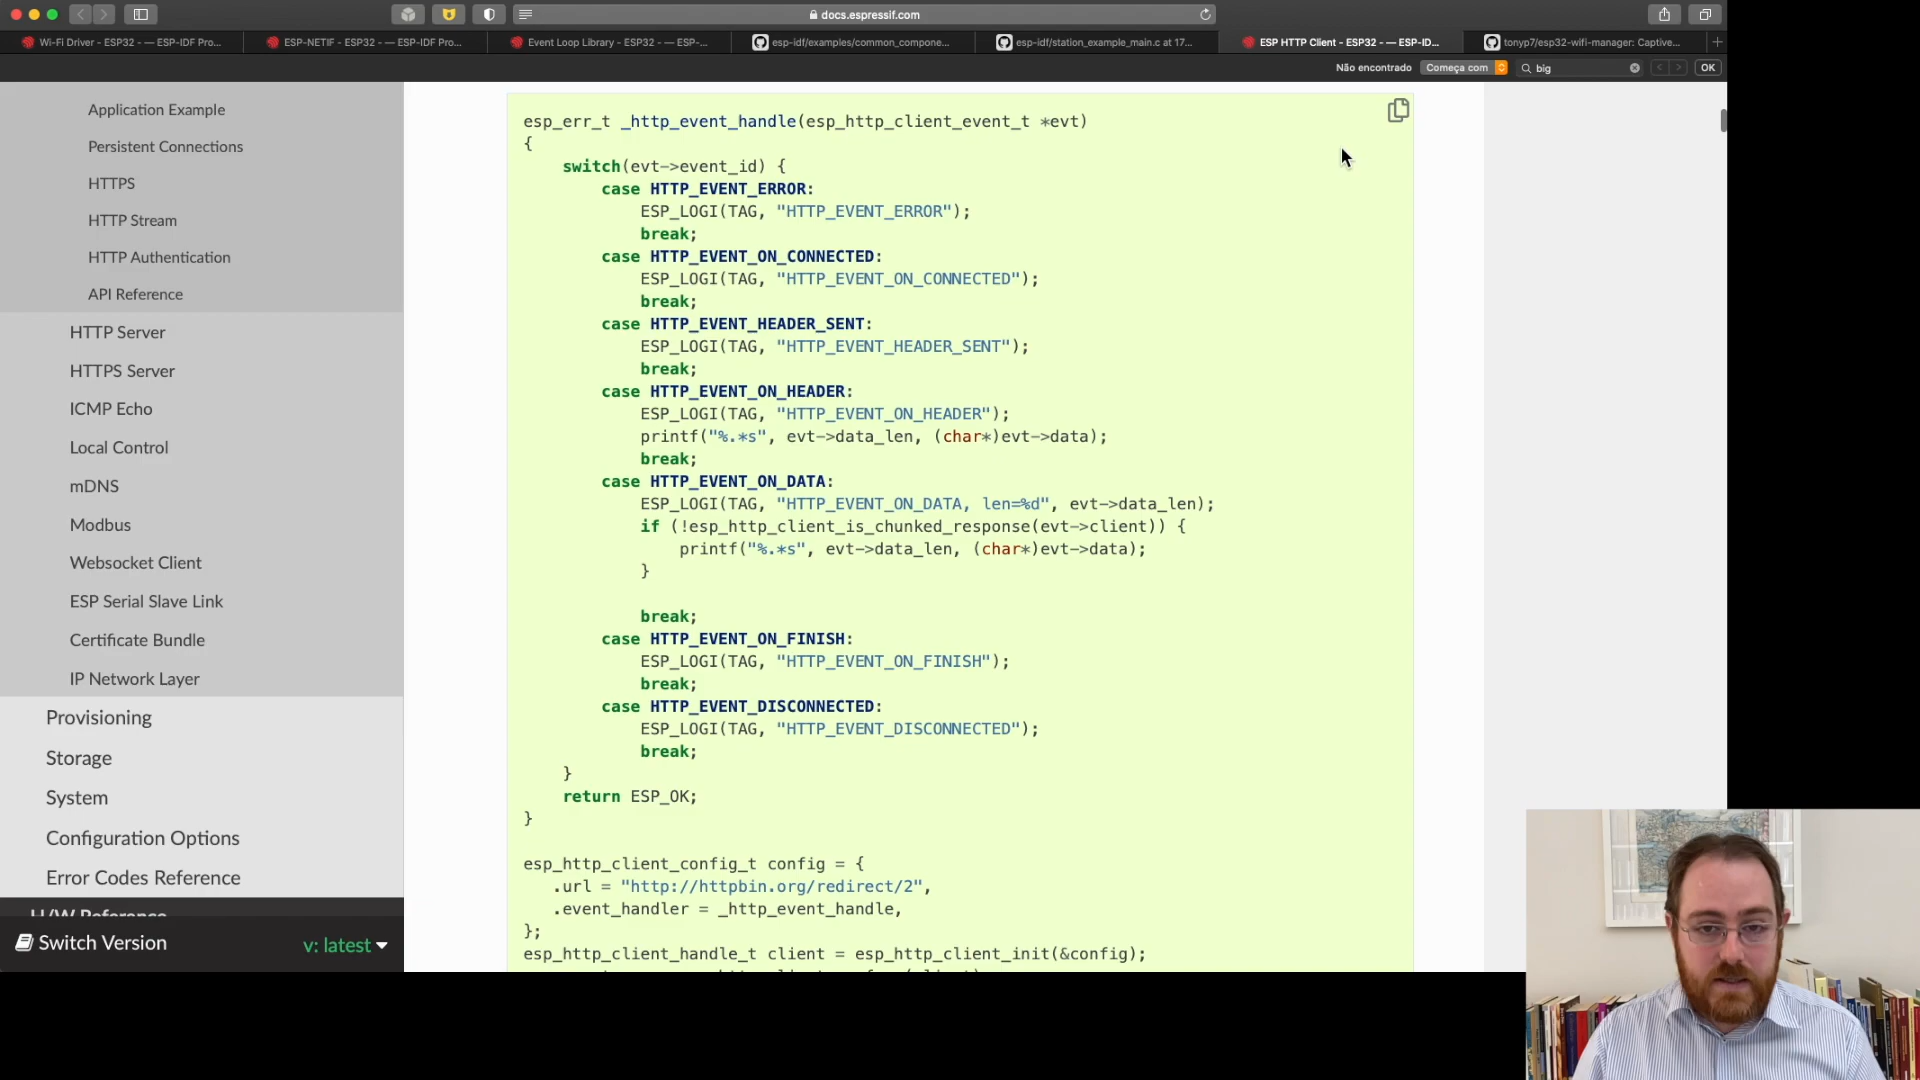 docs.espressif.com
Wi-Fi Driver - ESP32 - — ESP-IDF Pro...
ESP-NETIF - ESP32 - — ESP-IDF Pro...
Event Loop Library - ESP32 - — ESP-...
esp-idf/examples/common_compone...
esp-idf/station_example_main.c at 17...
ESP HTTP Client - ESP32 - — ESP-ID...
tonyp7/esp32-wifi-manager: Captive...
Não encontrado
Começa com
big
OK
Application Example
Persistent Connections
HTTPS
HTTP Stream
HTTP Authentication
API Reference
HTTP Server
HTTPS Server
ICMP Echo
Local Control
mDNS
Modbus
Websocket Client
ESP Serial Slave Link
Certificate Bundle
IP Network Layer
Provisioning
Storage
System
Configuration Options
Error Codes Reference
H/W Reference
Switch Version
v: latest
esp_err_t _http_event_handle(esp_http_client_event_t *evt)
{
switch(evt->event_id) {
case HTTP_EVENT_ERROR:
ESP_LOGI(TAG, "HTTP_EVENT_ERROR");
break;
case HTTP_EVENT_ON_CONNECTED:
ESP_LOGI(TAG, "HTTP_EVENT_ON_CONNECTED");
break;
case HTTP_EVENT_HEADER_SENT:
ESP_LOGI(TAG, "HTTP_EVENT_HEADER_SENT");
break;
case HTTP_EVENT_ON_HEADER:
ESP_LOGI(TAG, "HTTP_EVENT_ON_HEADER");
printf("%.*s", evt->data_len, (char*)evt->data);
break;
case HTTP_EVENT_ON_DATA:
ESP_LOGI(TAG, "HTTP_EVENT_ON_DATA, len=%d", evt->data_len);
if (!esp_http_client_is_chunked_response(evt->client)) {
printf("%.*s", evt->data_len, (char*)evt->data);
}
break;
case HTTP_EVENT_ON_FINISH:
ESP_LOGI(TAG, "HTTP_EVENT_ON_FINISH");
break;
case HTTP_EVENT_DISCONNECTED:
ESP_LOGI(TAG, "HTTP_EVENT_DISCONNECTED");
break;
}
return ESP_OK;
}
esp_http_client_config_t config = {
.url = "http://httpbin.org/redirect/2",
.event_handler = _http_event_handle,
};
esp_http_client_handle_t client = esp_http_client_init(&config);